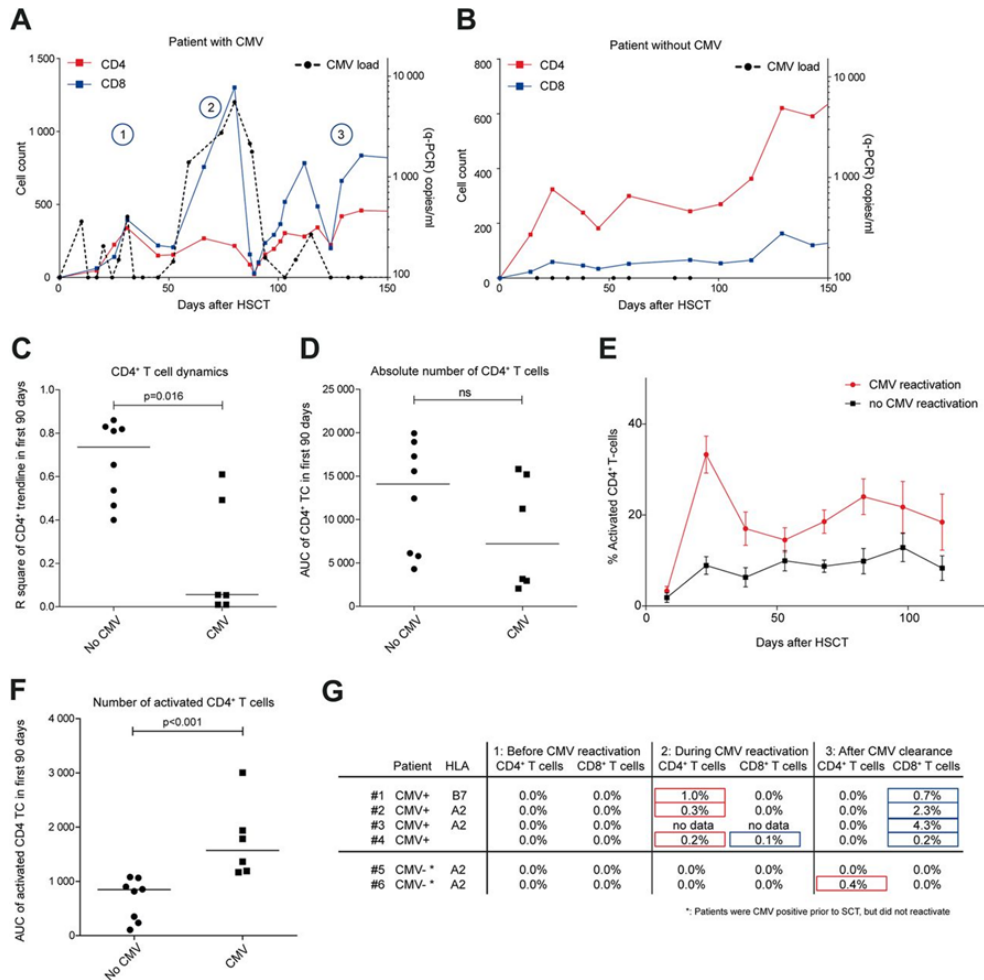 A
Patient with CMV
CD4
CD8
CMV load
1 500
1 000
500
0
Cell count
10 000
1 000
100
(q-PCR) copies/ml
1
2
3
0
50
100
150
Days after HSCT
B
Patient without CMV
CD4
CD8
CMV load
800
600
400
200
0
Cell count
10 000
1 000
100
(q-PCR) copies/ml
0
50
100
150
Days after HSCT
C
CD4⁺ T cell dynamics
p=0.016
R square of CD4⁺ trendline in first 90 days
1.0
0.8
0.6
0.4
0.2
0.0
No CMV
CMV
D
Absolute number of CD4⁺ T cells
ns
AUC of CD4⁺ TC in first 90 days
25 000
20 000
15 000
10 000
5 000
0
No CMV
CMV
E
CMV reactivation
no CMV reactivation
% Activated CD4⁺ T-cells
40
20
0
0
50
100
Days after HSCT
F
Number of activated CD4⁺ T cells
p<0.001
AUC of activated CD4 TC in first 90 days
4 000
3 000
2 000
1 000
0
No CMV
CMV
G
1: Before CMV reactivation 2: During CMV reactivation 3: After CMV clearance
Patient HLA CD4⁺ T cells CD8⁺ T cells CD4⁺ T cells CD8⁺ T cells CD4⁺ T cells CD8⁺ T cells
#1 CMV+ B7 0.0% 0.0% 1.0% 0.0% 0.0% 0.7%
#2 CMV+ A2 0.0% 0.0% 0.3% 0.0% 0.0% 2.3%
#3 CMV+ A2 0.0% 0.0% no data no data 0.0% 4.3%
#4 CMV+ 0.0% 0.0% 0.2% 0.1% 0.0% 0.2%
#5 CMV- * A2 0.0% 0.0% 0.0% 0.0% 0.0% 0.0%
#6 CMV- * A2 0.0% 0.0% 0.0% 0.0% 0.4% 0.0%
*: Patients were CMV positive prior to SCT, but did not reactivate